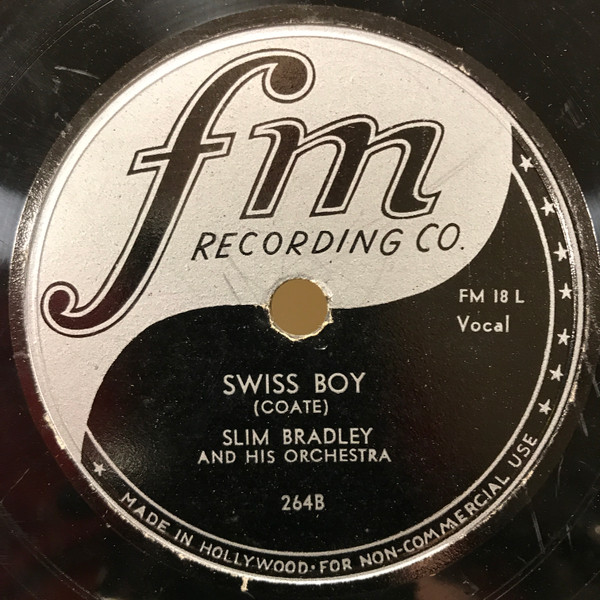 fm
RECORDING CO.
FM 18 L
Vocal
SWISS BOY
(COATE)
SLIM BRADLEY
AND HIS ORCHESTRA
264B
MADE IN HOLLYWOOD · FOR NON-COMMERCIAL USE